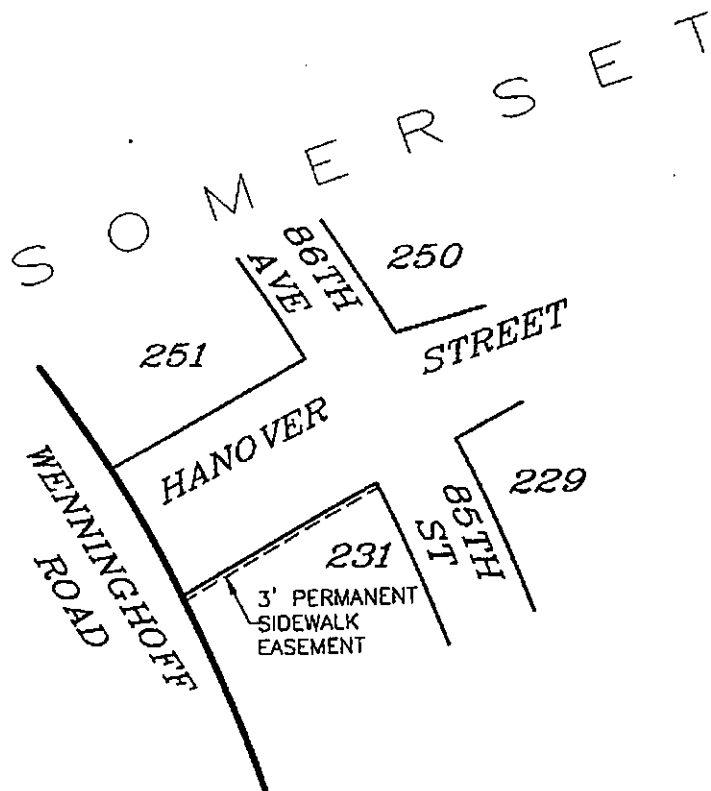 SOMERSET
86TH
AVE
250
251
HANOVER STREET
WENNINGHOFF
ROAD
85TH
ST
229
231
3' PERMANENT
SIDEWALK
EASEMENT